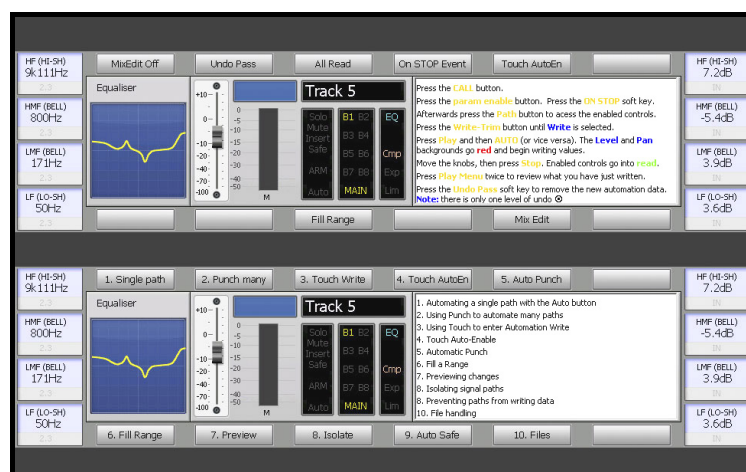 MixEdit Off Undo Pass All Read On STOP Event Touch AutoEn
HF (HI-SH)
9k111Hz
2.3
HMF (BELL)
800Hz
LMF (BELL)
171Hz
LF (LO-SH)
50Hz
2.3
Equaliser
+10
0
-10
-20
-40
-70
-100
0
-5
-10
-15
-20
-30
-40
-50
M
Track 5
Solo
Mute
Insert
Safe
ARM
Auto
B1 B2
B3 B4
B5 B6
B7 B8
MAIN
EQ
Cmp
Exp
Lim
Press the CALL button.
Press the param enable button. Press the ON STOP soft key.
Afterwards press the Path button to acess the enabled controls.
Press the Write-Trim button until Write is selected.
Press Play and then AUTO (or vice versa). The Level and Pan
backgrounds go red and begin writing values.
Move the knobs, then press Stop. Enabled controls go into read.
Press Play Menu twice to review what you have just written.
Press the Undo Pass soft key to remove the new automation data.
Note: there is only one level of undo
HF (HI-SH)
7.2dB
IN
HMF (BELL)
-5.4dB
IN
LMF (BELL)
3.9dB
IN
LF (LO-SH)
3.6dB
IN
Fill Range Mix Edit
1. Single path 2. Punch many 3. Touch Write 4. Touch AutoEn 5. Auto Punch
HF (HI-SH)
9k111Hz
2.3
HMF (BELL)
800Hz
LMF (BELL)
171Hz
LF (LO-SH)
50Hz
2.3
Equaliser
+10
0
-10
-20
-40
-70
-100
0
-5
-10
-15
-20
-30
-40
-50
M
Track 5
Solo
Mute
Insert
Safe
ARM
Auto
B1 B2
B3 B4
B5 B6
B7 B8
MAIN
EQ
Cmp
Exp
Lim
1. Automating a single path with the Auto button
2. Using Punch to automate many paths
3. Using Touch to enter Automation Write
4. Touch Auto-Enable
5. Automatic Punch
6. Fill a Range
7. Previewing changes
8. Isolating signal paths
8. Preventing paths from writing data
10. File handling
HF (HI-SH)
7.2dB
IN
HMF (BELL)
-5.4dB
IN
LMF (BELL)
3.9dB
IN
LF (LO-SH)
3.6dB
IN
6. Fill Range 7. Preview 8. Isolate 9. Auto Safe 10. Files